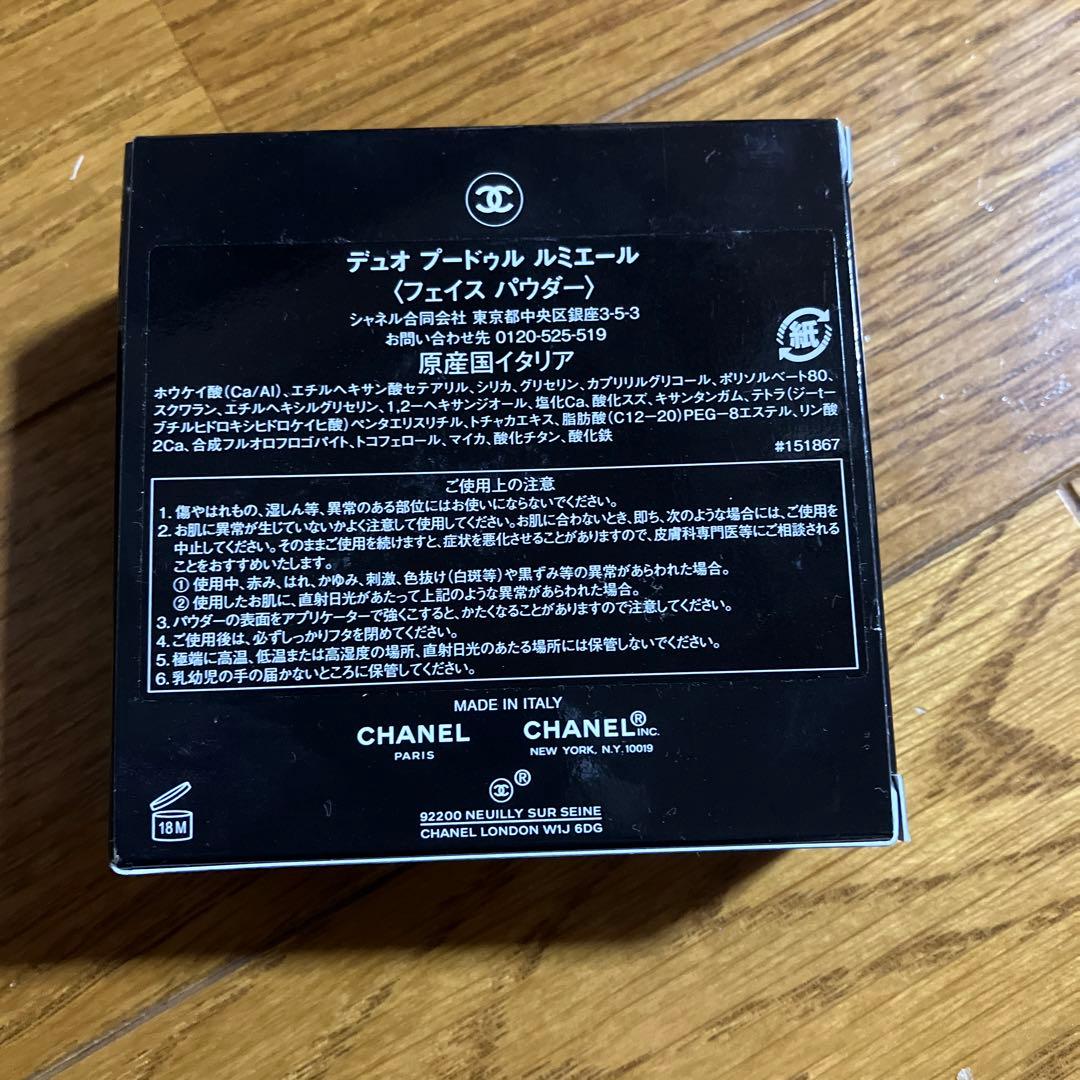 デュオ プードゥル ルミエール
〈フェイス パウダー〉
シャネル合同会社 東京都中央区銀座3-5-3
お問い合わせ先 0120-525-519
原産国イタリア
紙
ホウケイ酸(Ca/Al)、エチルヘキサン酸セテアリル、シリカ、グリセリン、カプリリルグリコール、ポリソルベート80、
スクワラン、エチルヘキシルグリセリン、1,2−ヘキサンジオール、塩化Ca、酸化スズ、キサンタンガム、テトラ(ジーt−
ブチルヒドロキシヒドロケイヒ酸)ペンタエリスリチル、トチャカエキス、脂肪酸(C12−20)PEG−8エステル、リン酸
2Ca、合成フルオロフロゴパイト、トコフェロール、マイカ、酸化チタン、酸化鉄
#151867
ご使用上の注意
1. 傷やはれもの、湿しん等、異常のある部位にはお使いにならないでください。
2. お肌に異常が生じていないかよく注意して使用してください。お肌に合わないとき、即ち、次のような場合には、ご使用を
中止してください。そのままご使用を続けますと、症状を悪化させることがありますので、皮膚科専門医等にご相談される
ことをおすすめいたします。
① 使用中、赤み、はれ、かゆみ、刺激、色抜け(白斑等)や黒ずみ等の異常があらわれた場合。
② 使用したお肌に、直射日光があたって上記のような異常があらわれた場合。
3. パウダーの表面をアプリケーターで強くこすると、かたくなることがありますので注意してください。
4. ご使用後は、必ずしっかりフタを閉めてください。
5. 極端に高温、低温または高湿度の場所、直射日光のあたる場所には保管しないでください。
6. 乳幼児の手の届かないところに保管してください。
MADE IN ITALY
CHANEL CHANEL® INC.
PARIS NEW YORK, N.Y. 10019
®
92200 NEUILLY SUR SEINE
CHANEL LONDON W1J 6DG
18 M